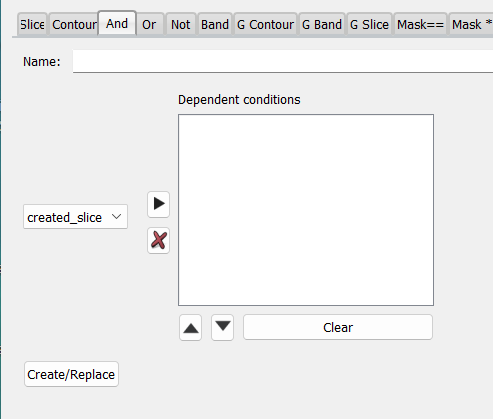 Slice Contour And Or Not Band G Contour G Band G Slice Mask== Mask *
Name:
Dependent conditions
created_slice
Clear
Create/Replace